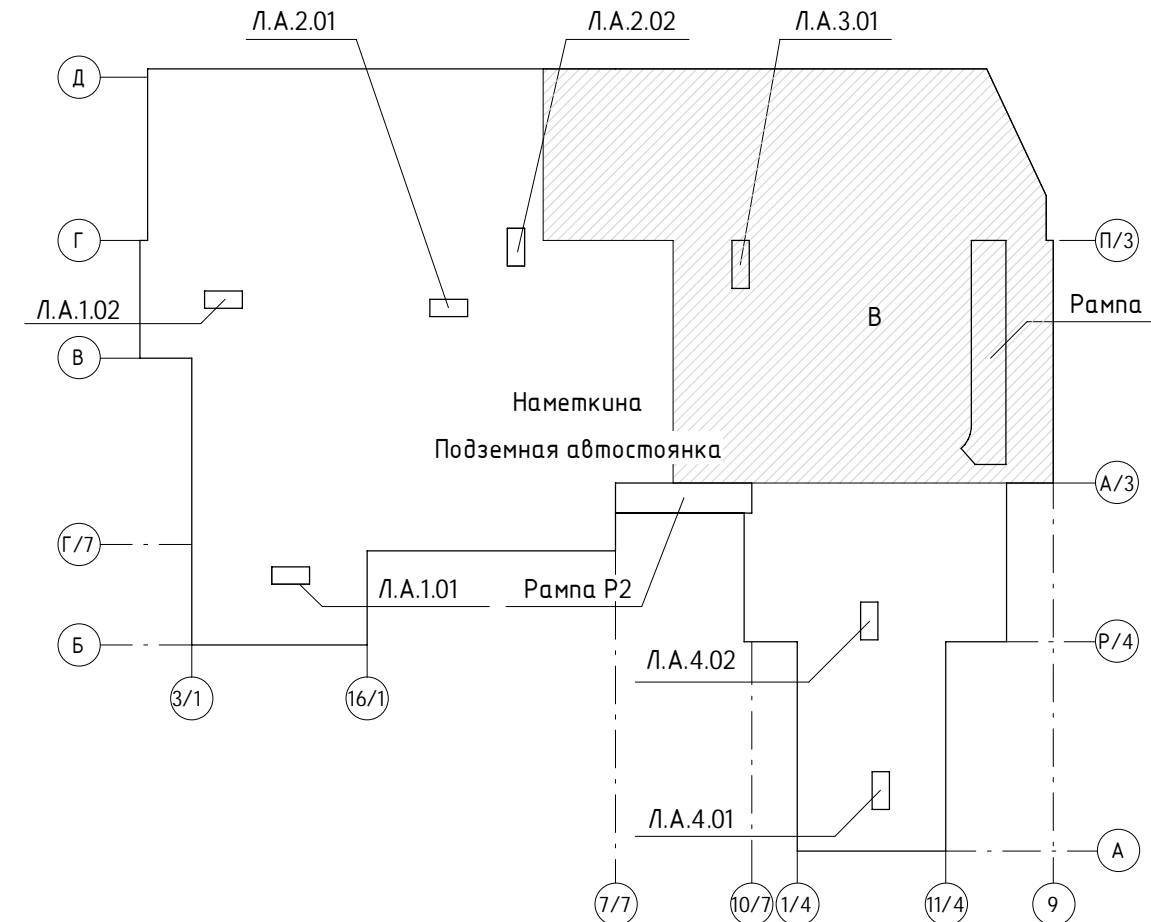 Л.А.2.01
Л.А.2.02
Л.А.3.01
Д
Г
П/3
Л.А.1.02
В
Рампа
В
Наметкина
Подземная автостоянка
А/3
Г/7
Л.А.1.01
Рампа Р2
Б
Л.А.4.02
Р/4
3/1
16/1
Л.А.4.01
А
7/7
10/7
1/4
11/4
9